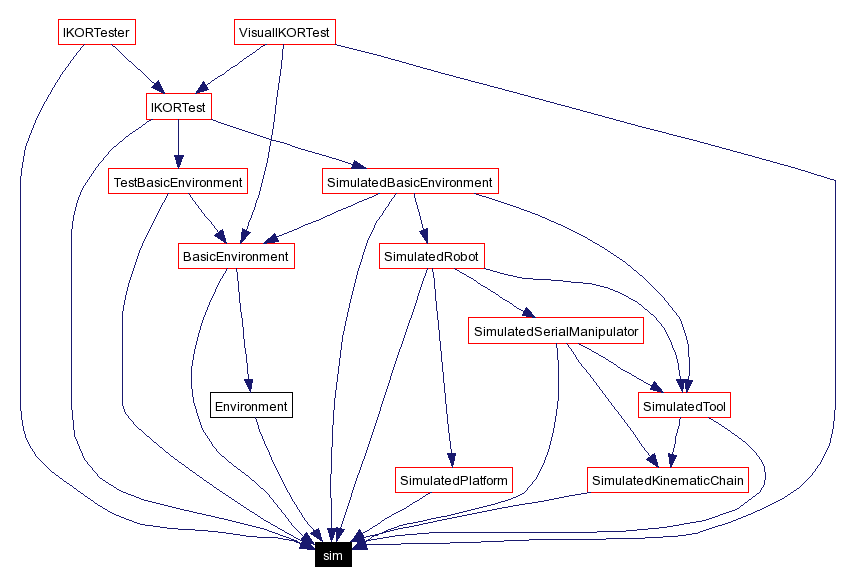 IKORTester
VisualIKORTest
IKORTest
TestBasicEnvironment
SimulatedBasicEnvironment
BasicEnvironment
SimulatedRobot
SimulatedSerialManipulator
Environment
SimulatedTool
SimulatedPlatform
SimulatedKinematicChain
sim